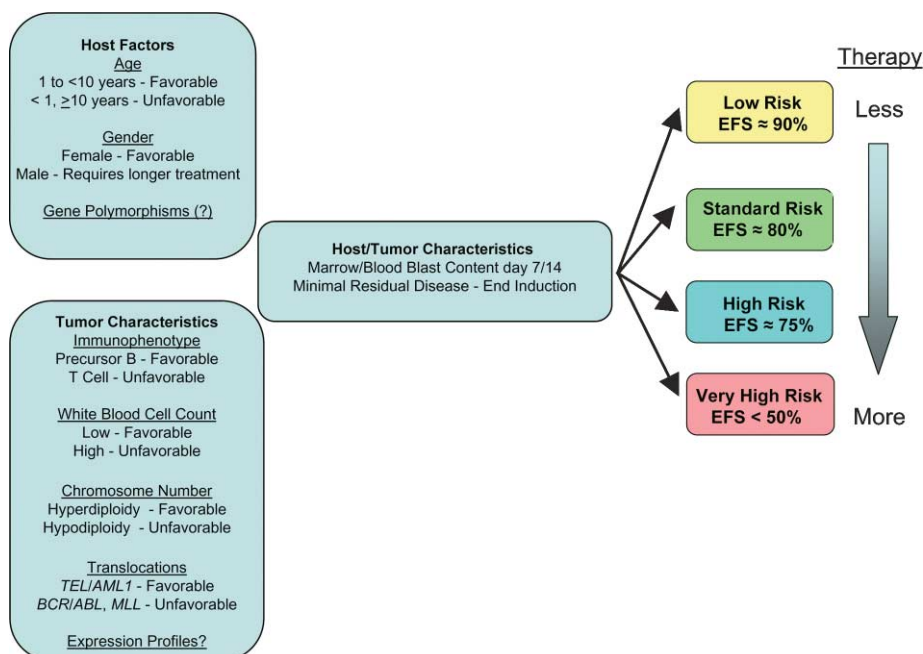 Host Factors
Age
1 to <10 years - Favorable
< 1, ≥10 years - Unfavorable
Gender
Female - Favorable
Male - Requires longer treatment
Gene Polymorphisms (?)
Tumor Characteristics
Immunophenotype
Precursor B - Favorable
T Cell - Unfavorable
White Blood Cell Count
Low - Favorable
High - Unfavorable
Chromosome Number
Hyperdiploidy - Favorable
Hypodiploidy - Unfavorable
Translocations
TEL/AML1 - Favorable
BCR/ABL, MLL - Unfavorable
Expression Profiles?
Host/Tumor Characteristics
Marrow/Blood Blast Content day 7/14
Minimal Residual Disease - End Induction
Low Risk
EFS ≈ 90%
Standard Risk
EFS ≈ 80%
High Risk
EFS ≈ 75%
Very High Risk
EFS < 50%
Therapy
Less
More